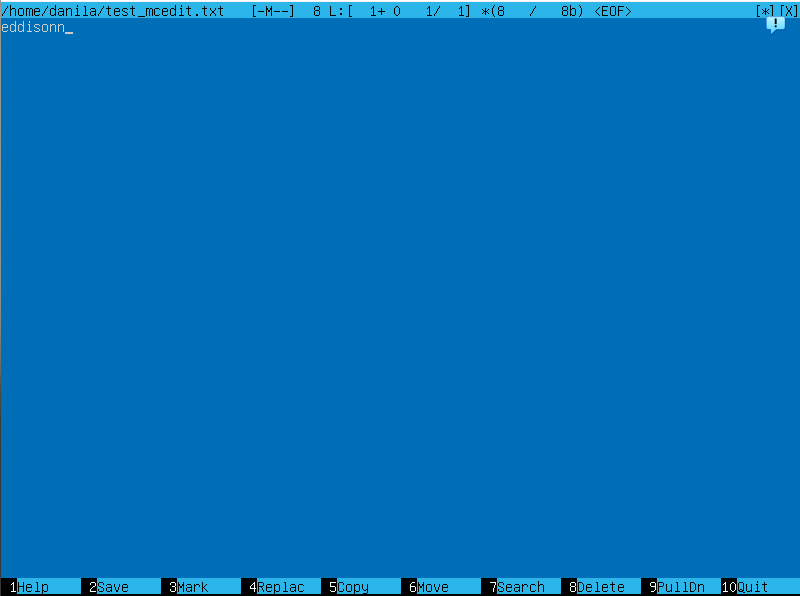 /home/danila/test_mcedit.txt   [-M--]  8 L:[  1+ 0   1/  1] *(8   /   8b) <EOF>               [*][X]
eddisonn_
1Help 2Save 3Mark 4Replac 5Copy 6Move 7Search 8Delete 9PullDn 10Quit